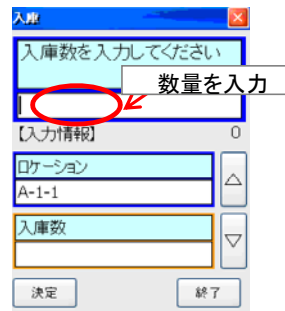 入庫
入庫数を入力してください
数量を入力
【入力情報】 0
ロケーション
A-1-1
入庫数
決定 終了